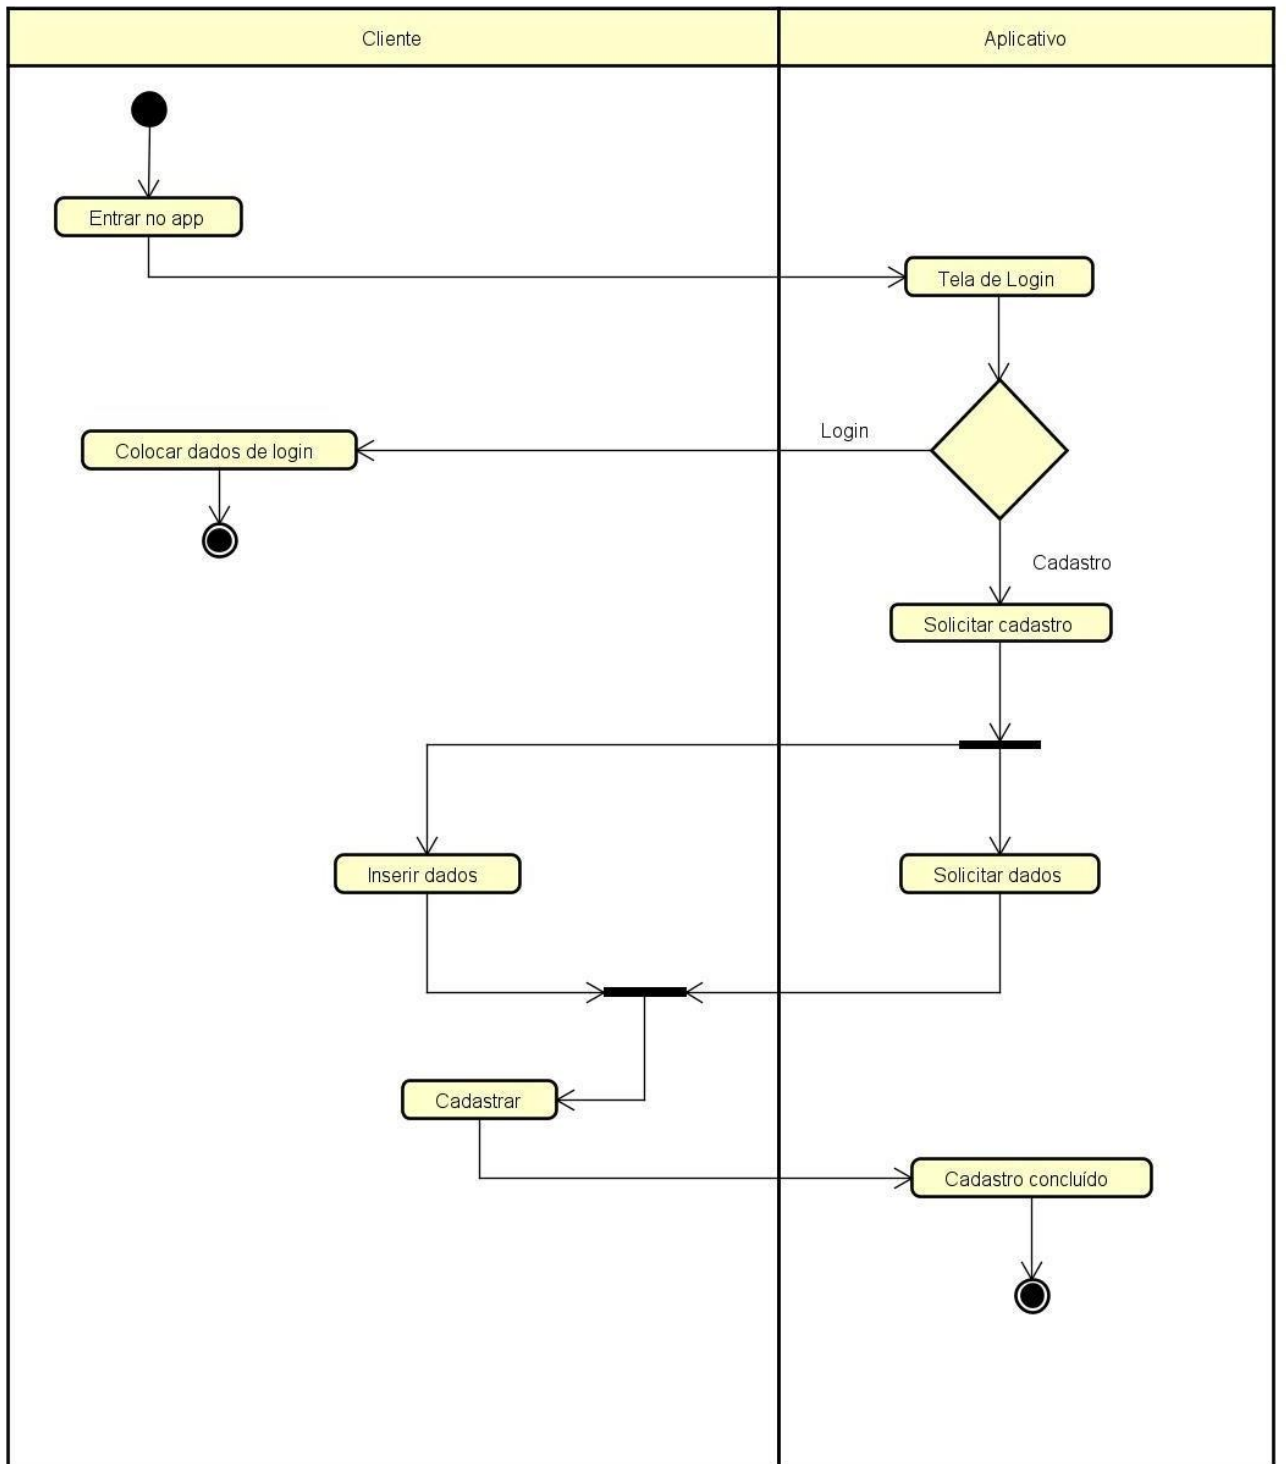 Cliente
Aplicativo
Entrar no app
Tela de Login
Login
Colocar dados de login
Cadastro
Solicitar cadastro
Inserir dados
Solicitar dados
Cadastrar
Cadastro concluído